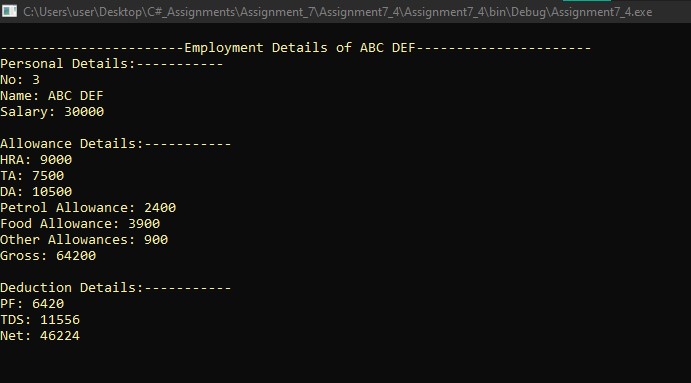 C:\Users\user\Desktop\C#_Assignments\Assignment_7\Assignment7_4\Assignment7_4\bin\Debug\Assignment7_4.exe
-----------------------Employment Details of ABC DEF----------------------
Personal Details:-----------
No: 3
Name: ABC DEF
Salary: 30000
Allowance Details:-----------
HRA: 9000
TA: 7500
DA: 10500
Petrol Allowance: 2400
Food Allowance: 3900
Other Allowances: 900
Gross: 64200
Deduction Details:-----------
PF: 6420
TDS: 11556
Net: 46224